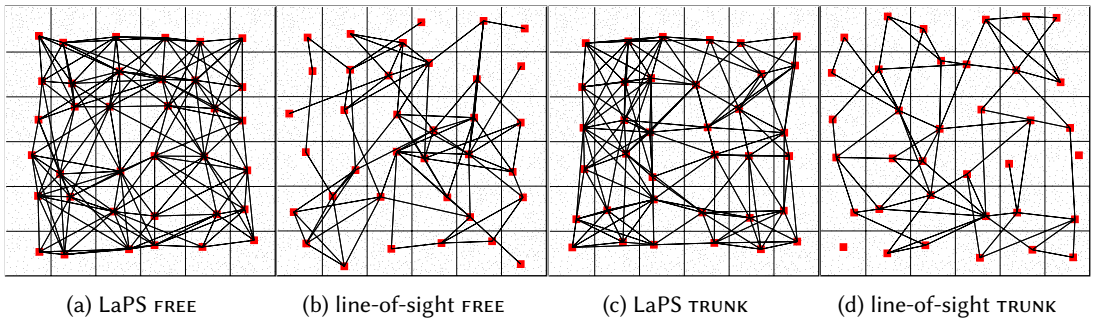 (a) LaPS FREE
(b) line-of-sight FREE
(c) LaPS TRUNK
(d) line-of-sight TRUNK